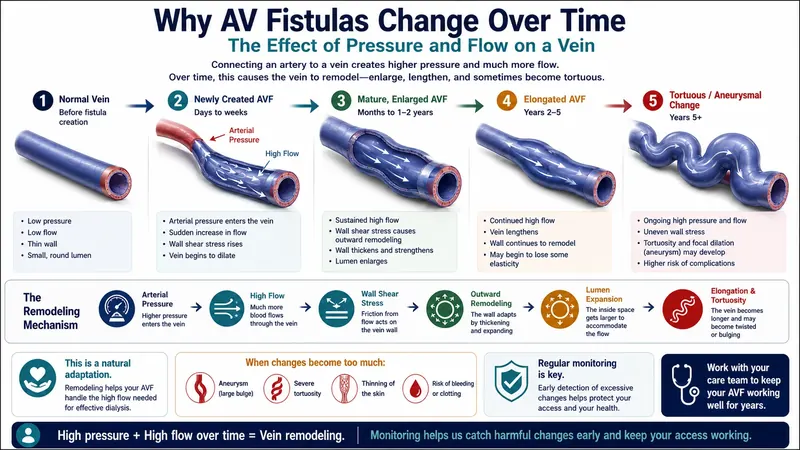 Why AV Fistulas Change Over Time
The Effect of Pressure and Flow on a Vein
Connecting an artery to a vein creates higher pressure and much more flow.
Over time, this causes the vein to remodel—enlarge, lengthen, and sometimes become tortuous.
1 Normal Vein
Before fistula
creation
2 Newly Created AVF
Days to weeks
3 Mature, Enlarged AVF
Months to 1–2 years
4 Elongated AVF
Years 2–5
5 Tortuous / Aneurysmal
Change
Years 5+
Arterial
Pressure
High Flow
• Low pressure
• Low flow
• Thin wall
• Small, round lumen
• Arterial pressure enters the vein
• Sudden increase in flow
• Wall shear stress rises
• Vein begins to dilate
• Sustained high flow
• Wall shear stress causes
outward remodeling
• Wall thickens and strengthens
• Lumen enlarges
• Continued high flow
• Vein lengthens
• Wall continues to remodel
• May begin to lose some
elasticity
• Ongoing high pressure and flow
• Uneven wall stress
• Tortuosity and focal dilation
(aneurysm) may develop
• Higher risk of complications
The
Remodeling
Mechanism
Arterial
Pressure
Higher pressure
enters the vein
High Flow
Much more
blood flows
through the vein
Wall Shear
Stress
Friction from
flow acts on
the vein wall
Outward
Remodeling
The wall adapts
by thickening
and expanding
Lumen
Expansion
The inside space
gets larger to
accommodate
the flow
Elongation &
Tortuosity
The vein becomes
longer and may
become twisted
or bulging
This is a natural
adaptation.
Remodeling helps your AVF
handle the high flow needed
for effective dialysis.
When changes become too much:
Aneurysm
(large bulge)
Severe
tortuosity
Thinning of
the skin
Risk of bleeding
or clotting
Regular monitoring
is key.
Early detection of excessive
changes helps protect your
access and your health.
Work with your
care team to keep
your AVF working
well for years.
High pressure + High flow over time = Vein remodeling.
Monitoring helps us catch harmful changes early and keep your access working.